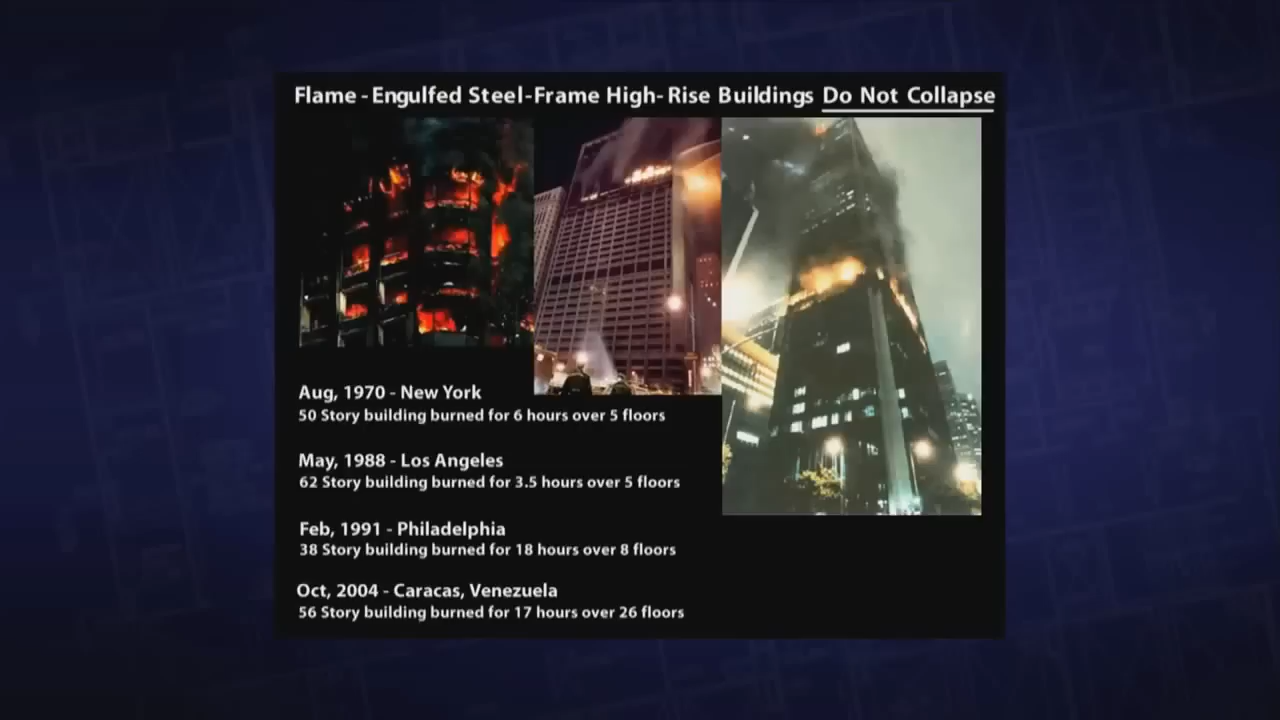 Flame - Engulfed Steel-Frame High- Rise Buildings Do Not Collapse
Aug, 1970 - New York
50 Story building burned for 6 hours over 5 floors
May, 1988 - Los Angeles
62 Story building burned for 3.5 hours over 5 floors
Feb, 1991 - Philadelphia
38 Story building burned for 18 hours over 8 floors
Oct, 2004 - Caracas, Venezuela
56 Story building burned for 17 hours over 26 floors